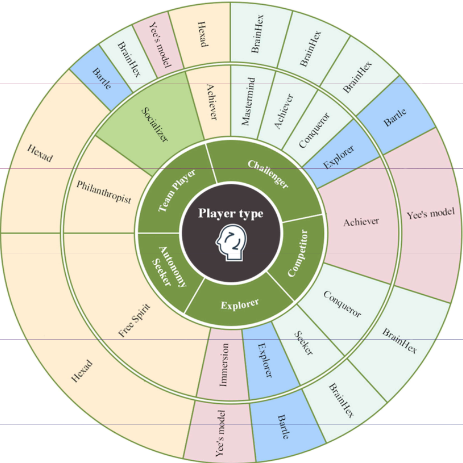 Player type
Challenger
Competitor
Explorer
Autonomy
Seeker
Team Player
Mastermind
Achiever
Conqueror
Explorer
Achiever
Conqueror
Seeker
Explorer
Immersion
Free Spirit
Philanthropist
Socializer
Achiever
BrainHex
BrainHex
BrainHex
Bartle
Yee's model
BrainHex
BrainHex
Bartle
Yee's model
Hexad
Hexad
Bartle
BrainHex
Yee's model
Hexad